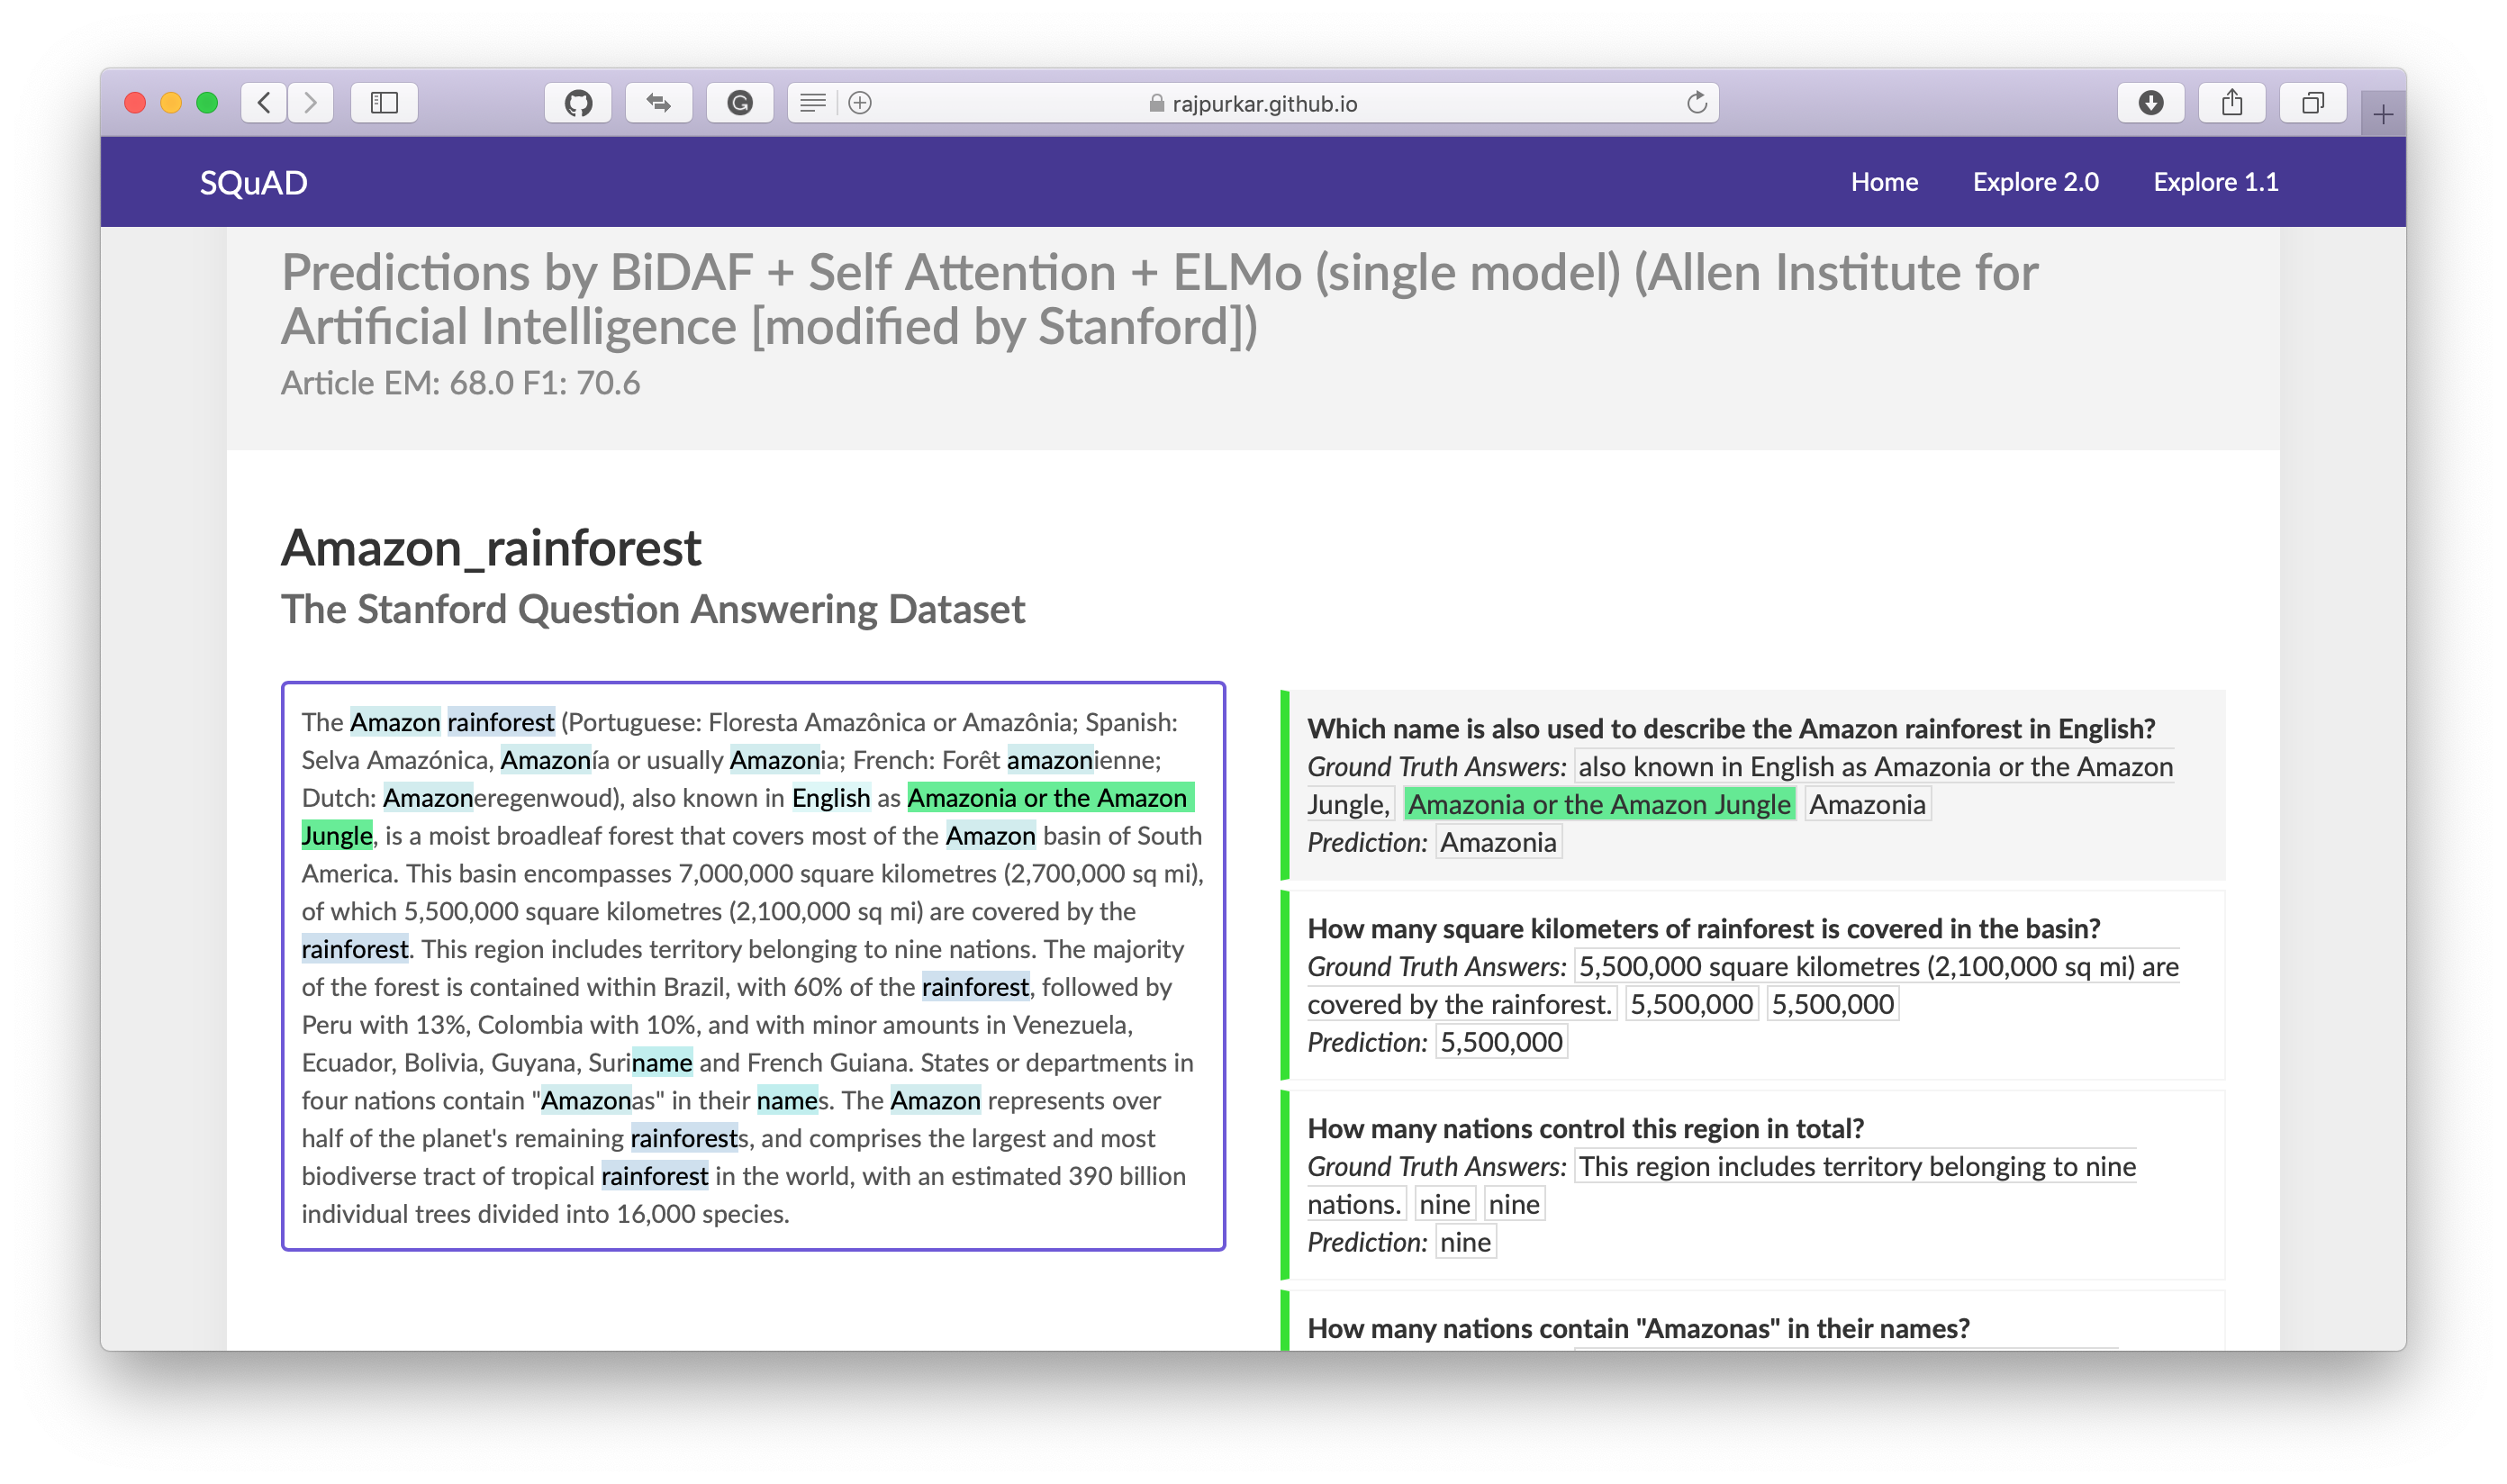 rajpurkar.github.io
SQuAD
Home
Explore 2.0
Explore 1.1
Predictions by BiDAF + Self Attention + ELMo (single model) (Allen Institute for
Artificial Intelligence [modified by Stanford])
Article EM: 68.0 F1: 70.6
Amazon_rainforest
The Stanford Question Answering Dataset
The Amazon rainforest (Portuguese: Floresta Amazônica or Amazônia; Spanish:
Selva Amazónica, Amazonía or usually Amazonia; French: Forêt amazonienne;
Dutch: Amazoneregenwoud), also known in English as Amazonia or the Amazon
Jungle, is a moist broadleaf forest that covers most of the Amazon basin of South
America. This basin encompasses 7,000,000 square kilometres (2,700,000 sq mi),
of which 5,500,000 square kilometres (2,100,000 sq mi) are covered by the
rainforest. This region includes territory belonging to nine nations. The majority
of the forest is contained within Brazil, with 60% of the rainforest, followed by
Peru with 13%, Colombia with 10%, and with minor amounts in Venezuela,
Ecuador, Bolivia, Guyana, Suriname and French Guiana. States or departments in
four nations contain "Amazonas" in their names. The Amazon represents over
half of the planet's remaining rainforests, and comprises the largest and most
biodiverse tract of tropical rainforest in the world, with an estimated 390 billion
individual trees divided into 16,000 species.
Which name is also used to describe the Amazon rainforest in English?
Ground Truth Answers: also known in English as Amazonia or the Amazon
Jungle, Amazonia or the Amazon Jungle Amazonia
Prediction: Amazonia
How many square kilometers of rainforest is covered in the basin?
Ground Truth Answers: 5,500,000 square kilometres (2,100,000 sq mi) are
covered by the rainforest. 5,500,000 5,500,000
Prediction: 5,500,000
How many nations control this region in total?
Ground Truth Answers: This region includes territory belonging to nine
nations. nine nine
Prediction: nine
How many nations contain "Amazonas" in their names?